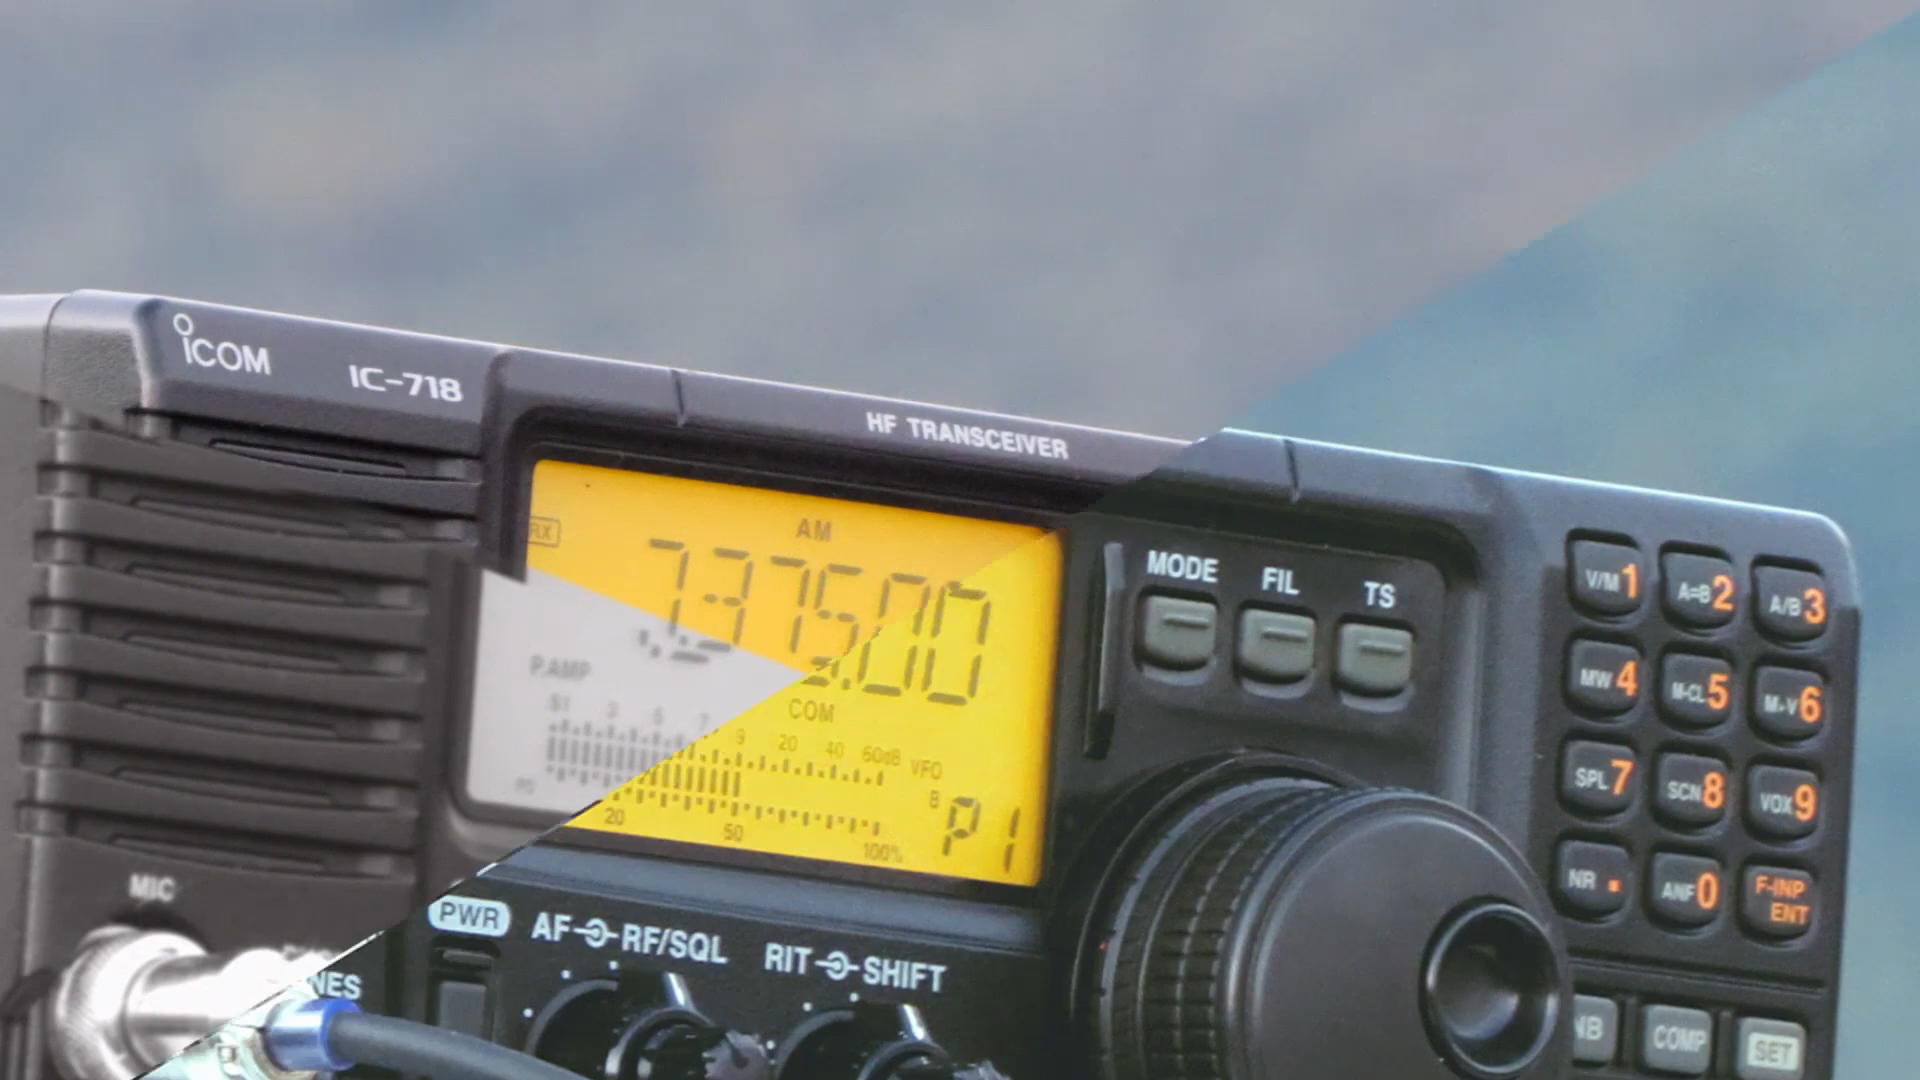 ICOM
IC-718
HF TRANSCEIVER
RX
AM
7.375.00
P.AMP
COM
S1 3 5 7 9 20 40 60dB
VFO
B
P1
20 50 100%
MODE FIL TS
V/M 1 A=B 2 A/B 3
MW 4 M-CL 5 M▸V 6
SPL 7 SCN 8 VOX 9
NR . ANF 0 F-INP ENT
NB COMP SET
MIC
PWR
AF RF/SQL
RIT SHIFT
NES